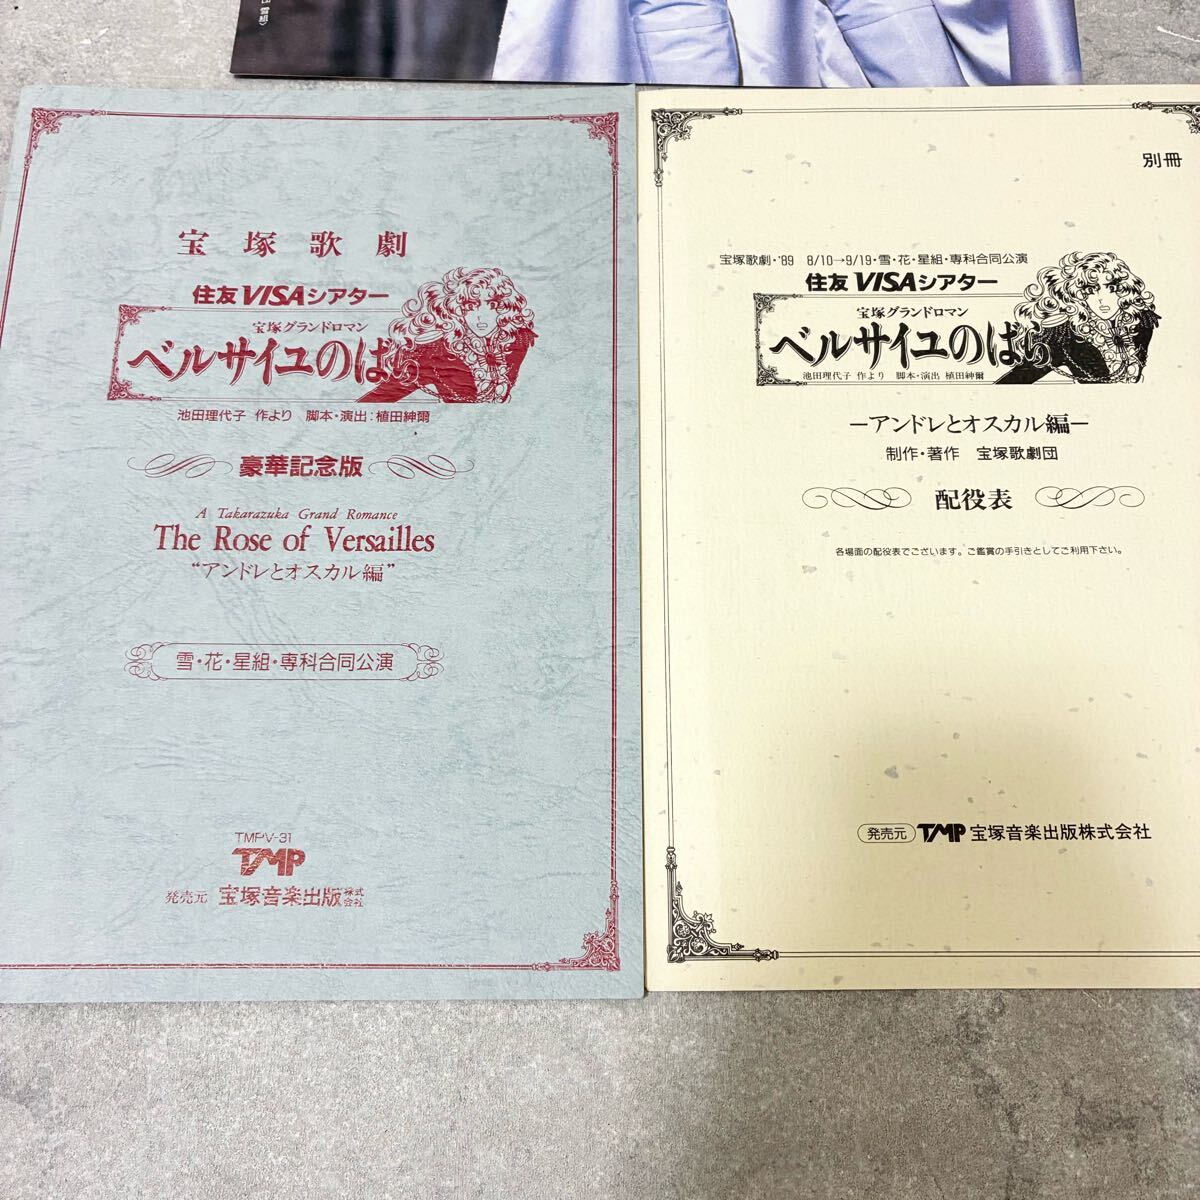 雪組〉
宝塚歌劇
住友VISAシアター
宝塚グランドロマン
ベルサイユのばら
池田理代子 作より 脚本・演出:植田紳爾
豪華記念版
A Takarazuka Grand Romance
The Rose of Versailles
“アンドレとオスカル編”
雪・花・星組・専科合同公演
TMPV-31
TMP
発売元 宝塚音楽出版株式会社
別冊
宝塚歌劇・'89 8/10→9/19・雪・花・星組・専科合同公演
住友VISAシアター
宝塚グランドロマン
ベルサイユのばら
池田理代子 作より 脚本・演出 植田紳爾
ーアンドレとオスカル編ー
制作・著作 宝塚歌劇団
配役表
各場面の配役表でございます。ご鑑賞の手引きとしてご利用下さい。
発売元 TMP 宝塚音楽出版株式会社